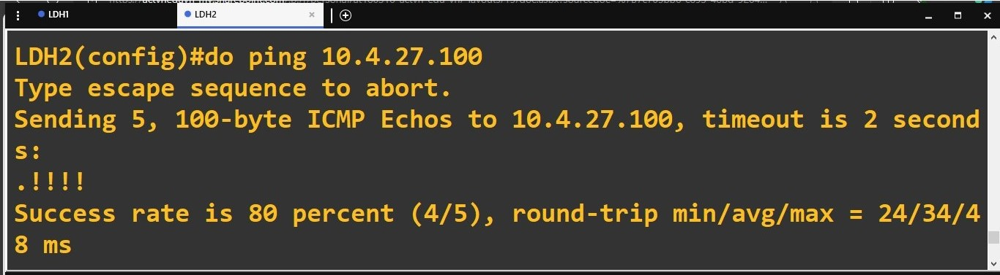 LDH1
LDH2
LDH2(config)#do ping 10.4.27.100
Type escape sequence to abort.
Sending 5, 100-byte ICMP Echos to 10.4.27.100, timeout is 2 second
s:
.!!!!
Success rate is 80 percent (4/5), round-trip min/avg/max = 24/34/4
8 ms